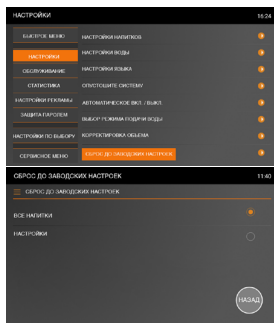 НАСТРОЙКИ 16:24
БЫСТРОЕ МЕНЮ
НАСТРОЙКИ НАПИТКОВ
НАСТРОЙКИ
НАСТРОЙКИ ВОДЫ
ОБСЛУЖИВАНИЕ
НАСТРОЙКИ ЯЗЫКА
СТАТИСТИКА
ОПУСТОШИТЕ СИСТЕМУ
НАСТРОЙКИ РЕКЛАМЫ
АВТОМАТИЧЕСКОЕ ВКЛ. / ВЫКЛ.
ЗАЩИТА ПАРОЛЕМ
ВЫБОР РЕЖИМА ПОДАЧИ ВОДЫ
НАСТРОЙКИ ПО ВЫБОРУ
КОРРЕКТИРОВКА ОБЪЕМА
СЕРВИСНОЕ МЕНЮ
СБРОС ДО ЗАВОДСКИХ НАСТРОЕК
СБРОС ДО ЗАВОДСКИХ НАСТРОЕК 11:40
СБРОС ДО ЗАВОДСКИХ НАСТРОЕК
ВСЕ НАПИТКИ
НАСТРОЙКИ
НАЗАД